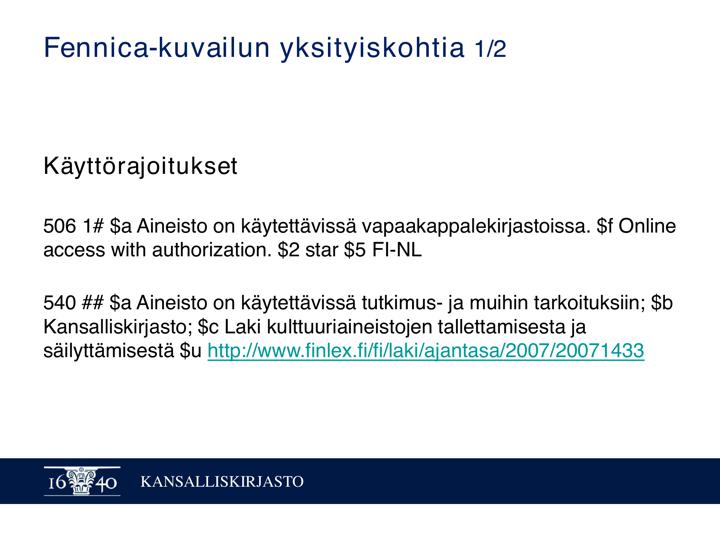 Fennica-kuvailun yksityiskohtia 1/2
Käyttörajoitukset
506 1# $a Aineisto on käytettävissä vapaakappalekirjastoissa. $f Online
access with authorization. $2 star $5 FI-NL
540 ## $a Aineisto on käytettävissä tutkimus- ja muihin tarkoituksiin; $b
Kansalliskirjasto; $c Laki kulttuuriaineistojen tallettamisesta ja
säilyttämisestä $u http://www.finlex.fi/fi/laki/ajantasa/2007/20071433
1640 KANSALLISKIRJASTO